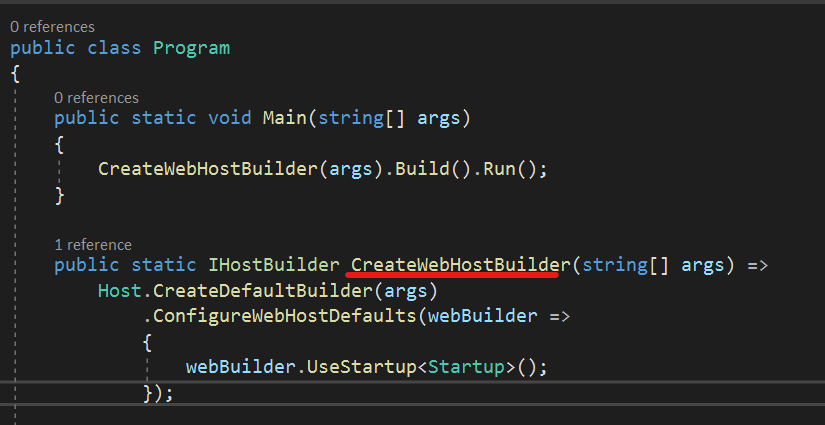 0 references
public class Program
{
0 references
public static void Main(string[] args)
{
CreateWebHostBuilder(args).Build().Run();
}
1 reference
public static IHostBuilder CreateWebHostBuilder(string[] args) =>
Host.CreateDefaultBuilder(args)
.ConfigureWebHostDefaults(webBuilder =>
{
webBuilder.UseStartup<Startup>();
});